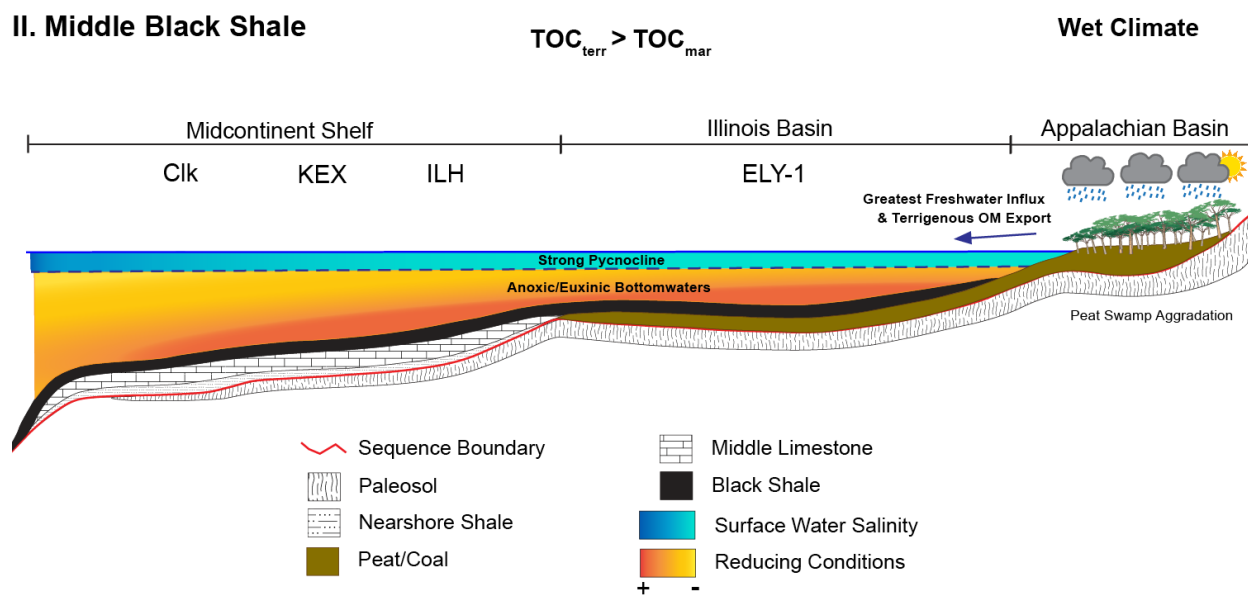 II. Middle Black Shale
TOCterr > TOCmar
Wet Climate
Midcontinent Shelf
Illinois Basin
Appalachian Basin
Clk
KEX
ILH
ELY-1
Greatest Freshwater Influx
& Terrigenous OM Export
Strong Pycnocline
Anoxic/Euxinic Bottomwaters
Peat Swamp Aggradation
Sequence Boundary
Paleosol
Nearshore Shale
Peat/Coal
Middle Limestone
Black Shale
Surface Water Salinity
Reducing Conditions
+ -